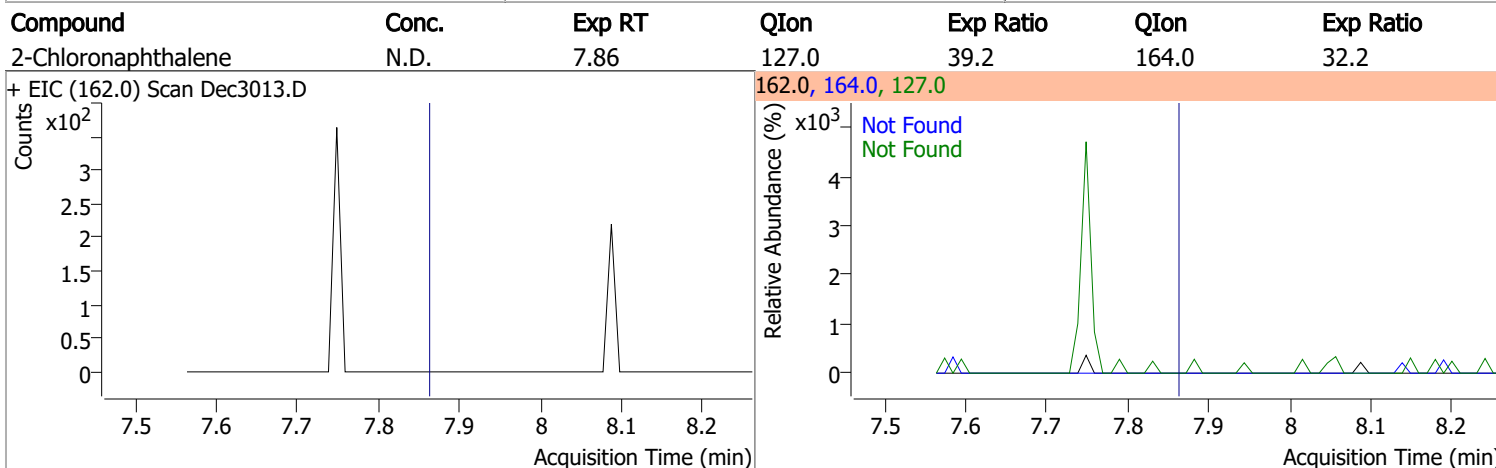 Compound Conc. Exp RT QIon Exp Ratio QIon Exp Ratio
2-Chloronaphthalene N.D. 7.86 127.0 39.2 164.0 32.2
+ EIC (162.0) Scan Dec3013.D
Counts
x10²
3
2.5
2
1.5
1
0.5
0
7.5 7.6 7.7 7.8 7.9 8 8.1 8.2
Acquisition Time (min)
162.0, 164.0, 127.0
Relative Abundance (%)
x10³
Not Found
Not Found
4
3
2
1
0
7.5 7.6 7.7 7.8 7.9 8 8.1 8.2
Acquisition Time (min)